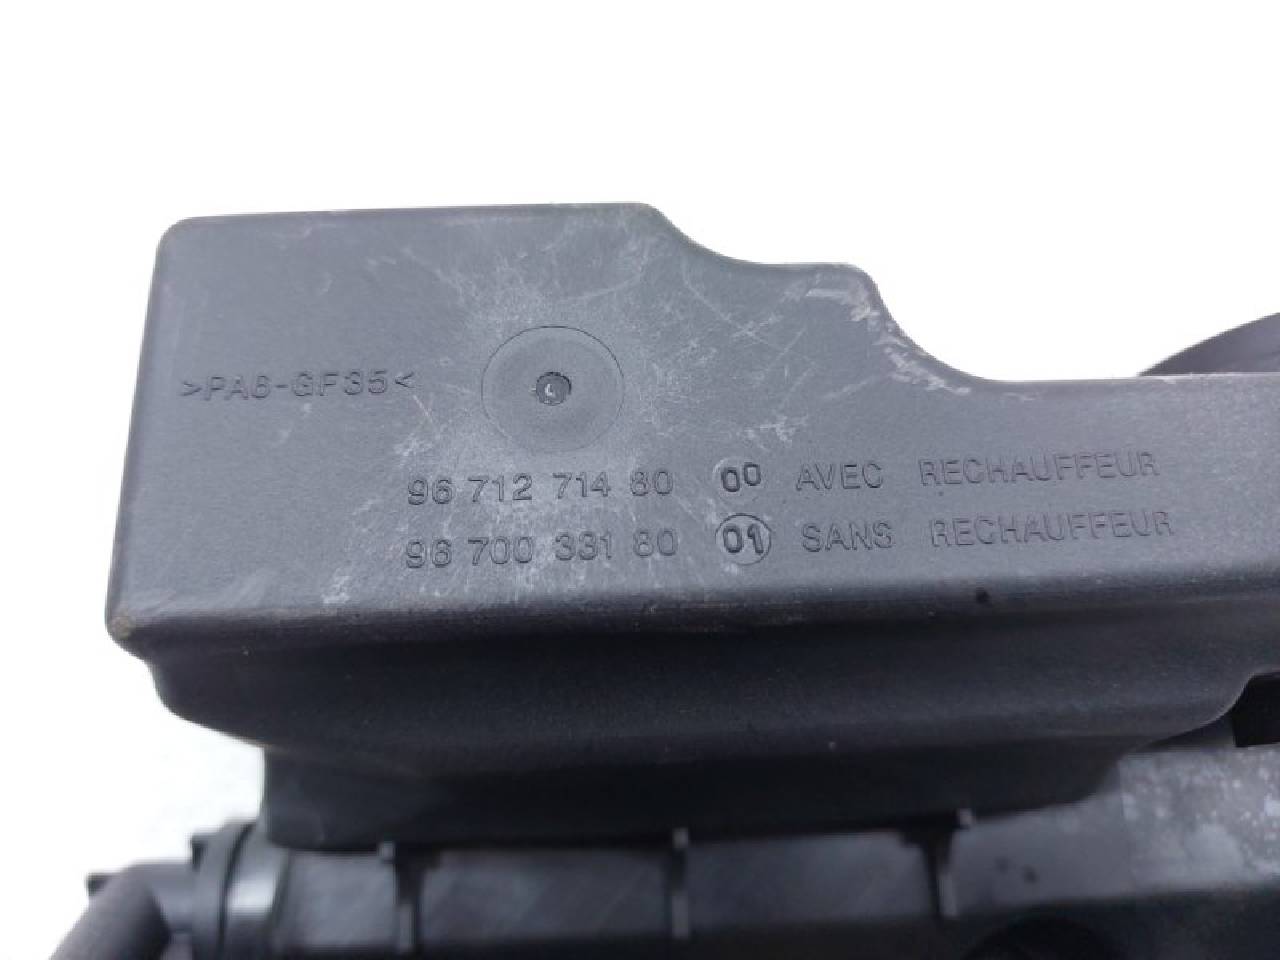 >PA6-GF35<
96 712 714 80 00 AVEC RECHAUFFEUR
96 700 331 80 01 SANS RECHAUFFEUR